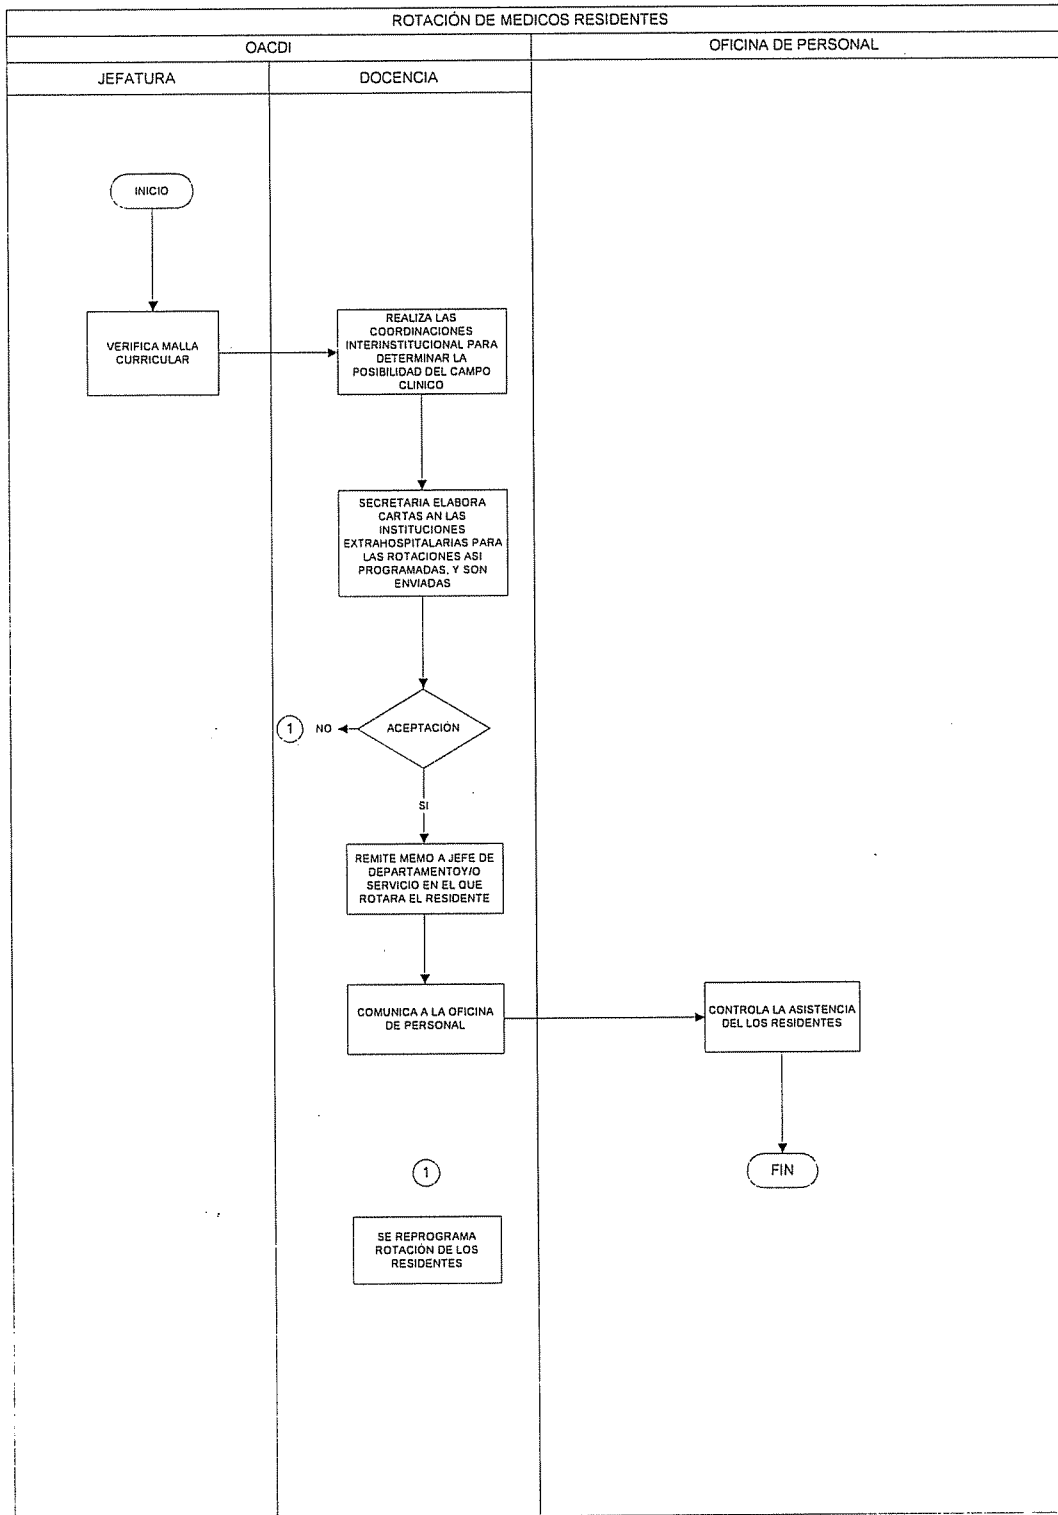 ROTACIÓN DE MEDICOS RESIDENTES
OACDI
OFICINA DE PERSONAL
JEFATURA
DOCENCIA
INICIO
VERIFICA MALLA
CURRICULAR
REALIZA LAS
COORDINACIONES
INTERINSTITUCIONAL PARA
DETERMINAR LA
POSIBILIDAD DEL CAMPO
CLINICO
SECRETARIA ELABORA
CARTAS AN LAS
INSTITUCIONES
EXTRAHOSPITALARIAS PARA
LAS ROTACIONES ASI
PROGRAMADAS, Y SON
ENVIADAS
1
NO
ACEPTACIÓN
SI
REMITE MEMO A JEFE DE
DEPARTAMENTOY/O
SERVICIO EN EL QUE
ROTARA EL RESIDENTE
COMUNICA A LA OFICINA
DE PERSONAL
CONTROLA LA ASISTENCIA
DEL LOS RESIDENTES
1
FIN
SE REPROGRAMA
ROTACIÓN DE LOS
RESIDENTES